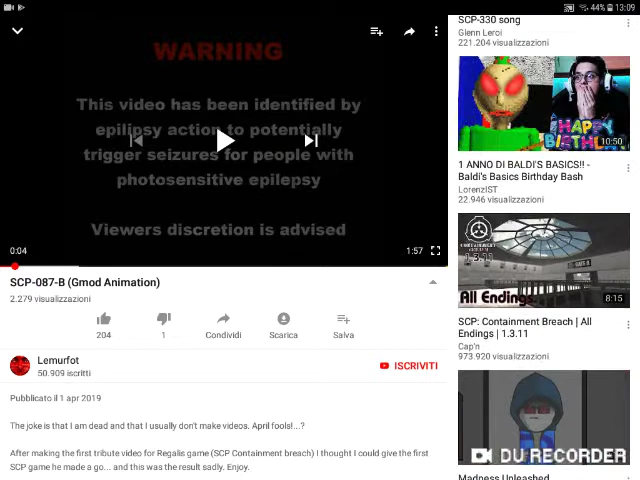 44% 13:09
WARNING
This video has been identified by
epilipsy action to potentially
trigger seizures for people with
photosensitive epilepsy
Viewers discretion is advised
0:04
1:57
SCP-087-B (Gmod Animation)
2.279 visualizzazioni
204
1
Condividi
Scarica
Salva
Lemurfot
50.909 iscritti
ISCRIVITI
Pubblicato il 1 apr 2019
The joke is that I am dead and that I usually don't make videos. April fools!...?
After making the first tribute video for Regalis game (SCP Containment breach) I thought I could give the first
SCP game he made a go... and this was the result sadly. Enjoy.
SCP-330 song
Glenn Leroi
221.204 visualizzazioni
HAPPY
BIRTHD
10:50
1 ANNO DI BALDI'S BASICS!! -
Baldi's Basics Birthday Bash
LorenzIST
22.946 visualizzazioni
1.3.11
All Endings
8:15
SCP: Containment Breach | All
Endings | 1.3.11
Cap'n
973.920 visualizzazioni
DU RECORDER
Madness Unleashed